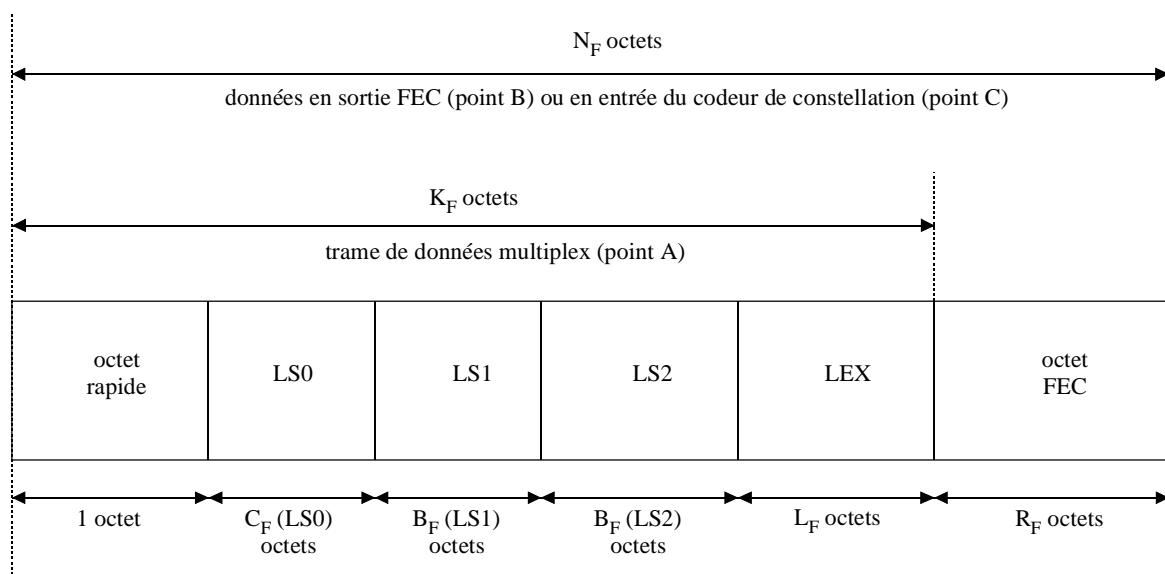 N_F octets
données en sortie FEC (point B) ou en entrée du codeur de constellation (point C)
K_F octets
trame de données multiplex (point A)
octet
rapide
LS0
LS1
LS2
LEX
octet
FEC
1 octet
C_F (LS0)
octets
B_F (LS1)
octets
B_F (LS2)
octets
L_F octets
R_F octets